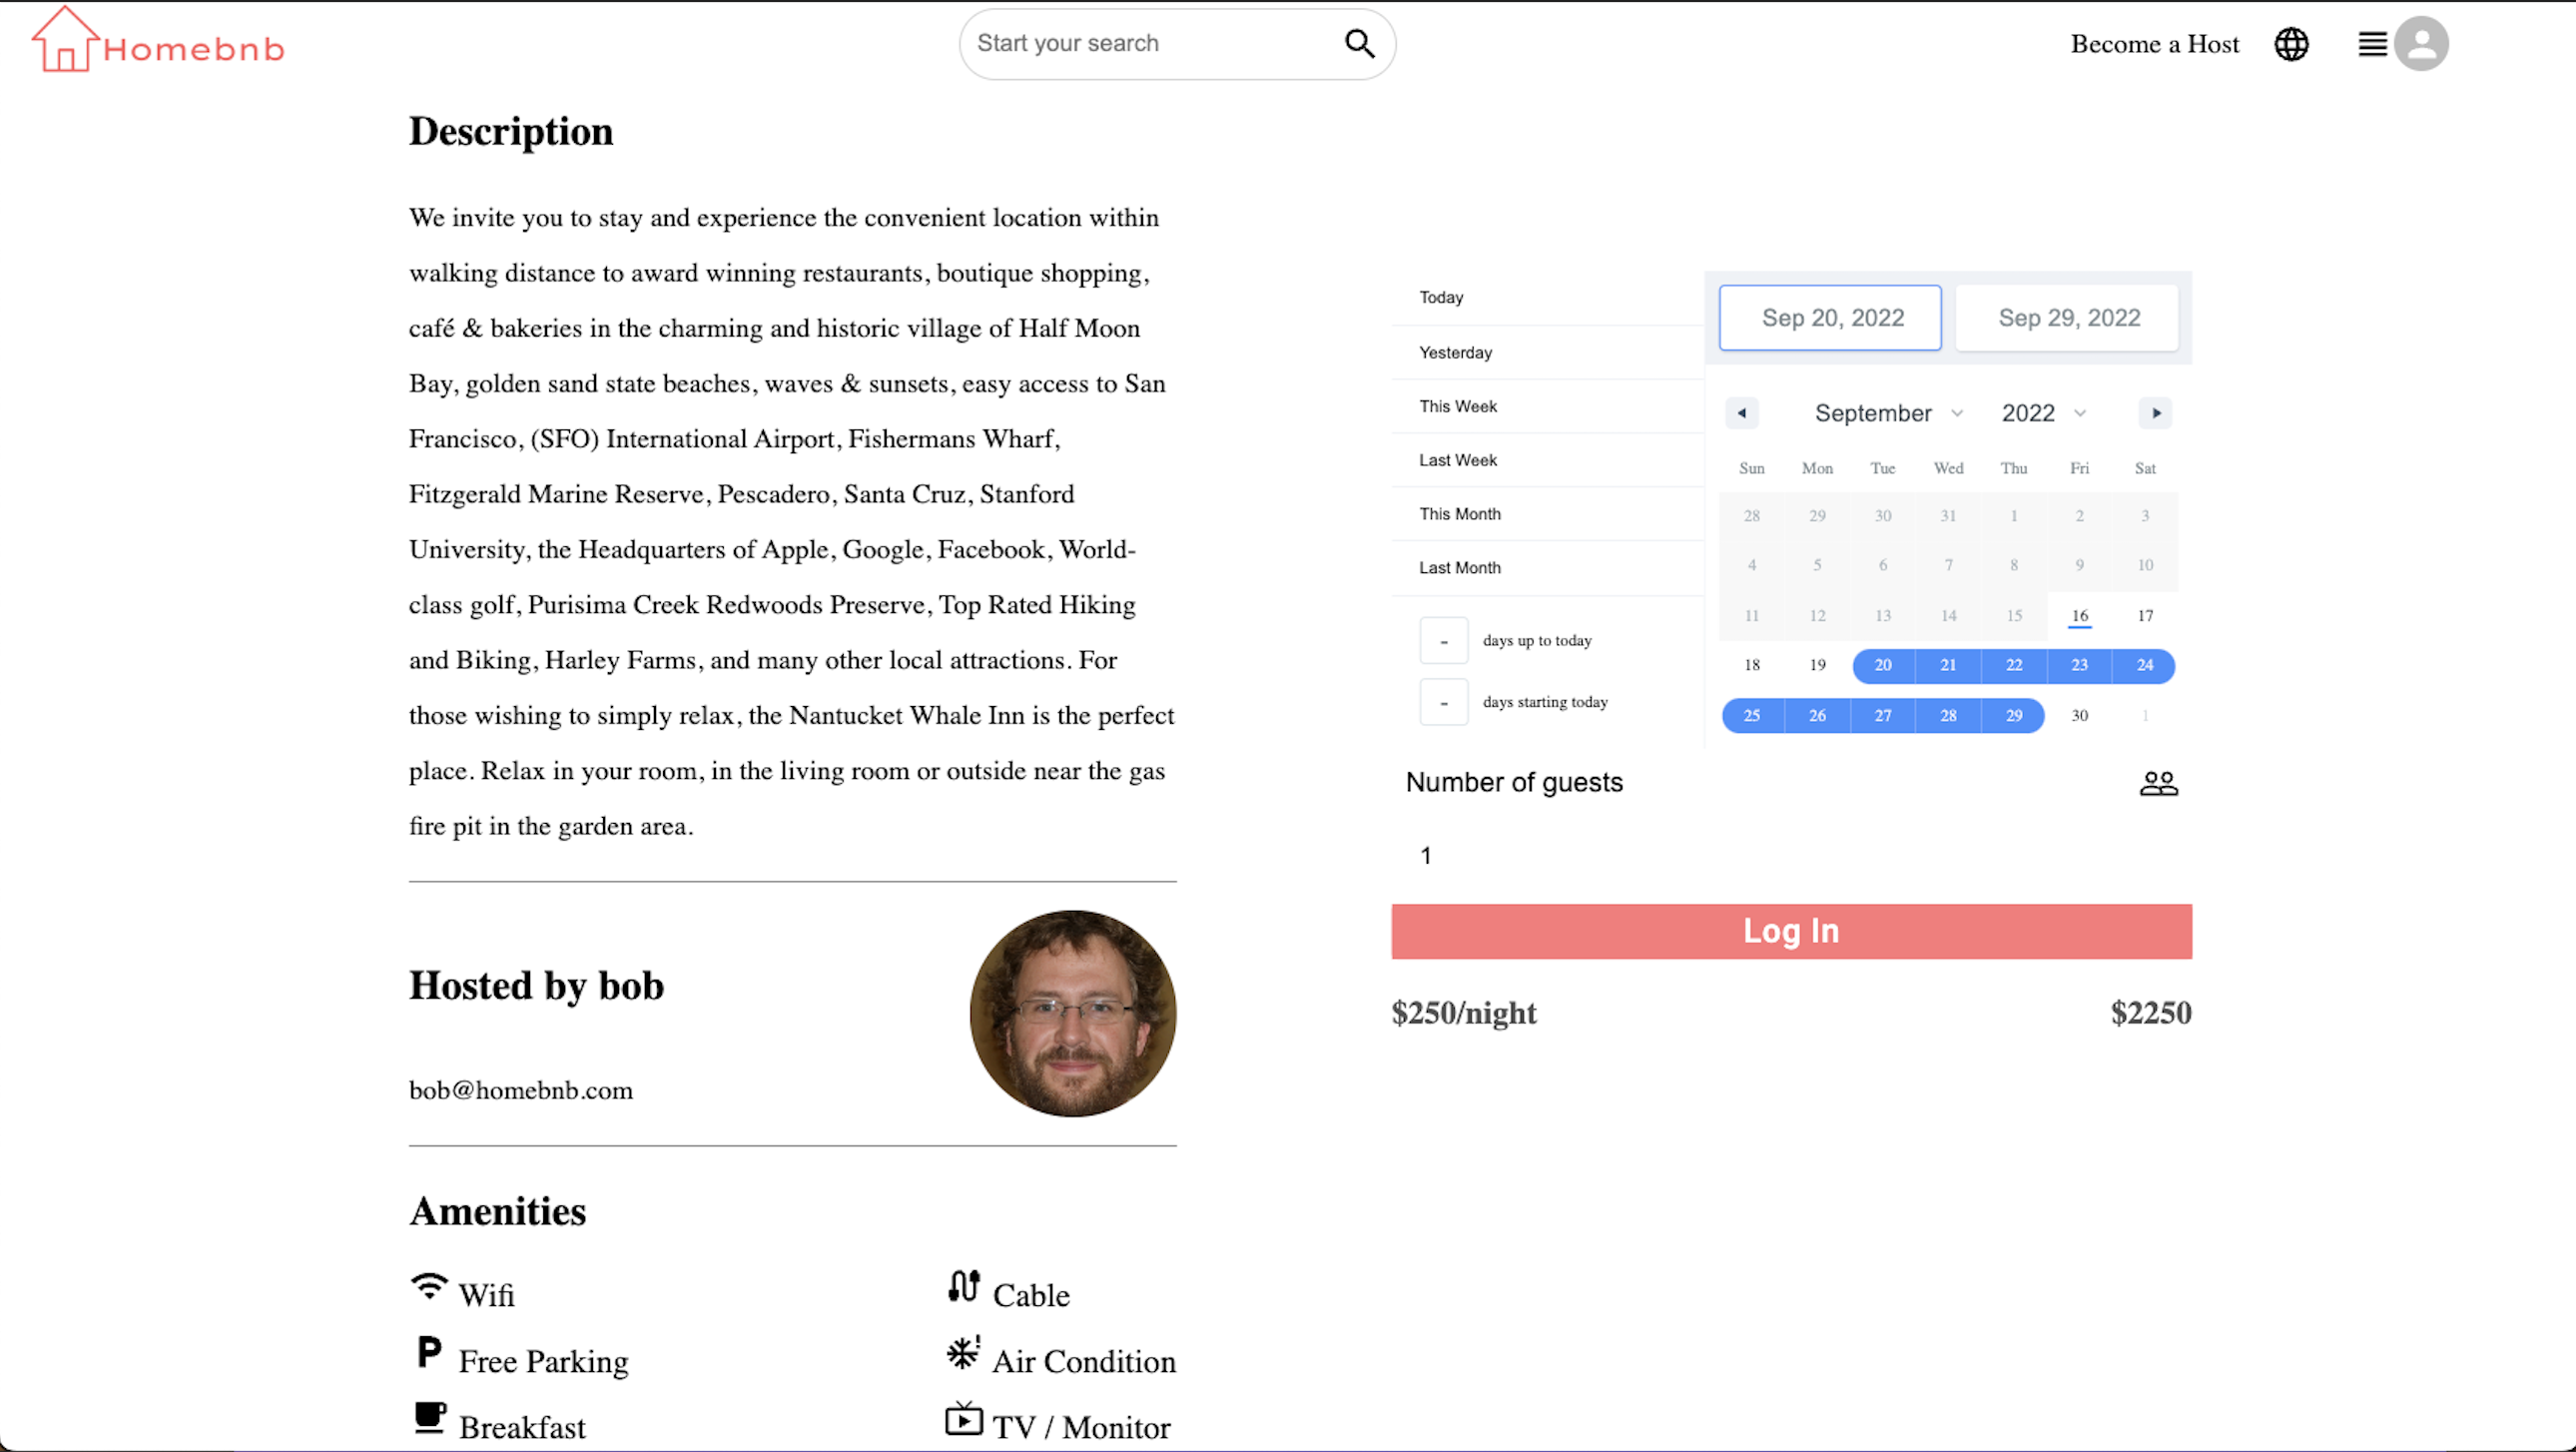 Homebnb
Start your search
Become a Host
Description
We invite you to stay and experience the convenient location within
walking distance to award winning restaurants, boutique shopping,
café & bakeries in the charming and historic village of Half Moon
Bay, golden sand state beaches, waves & sunsets, easy access to San
Francisco, (SFO) International Airport, Fishermans Wharf,
Fitzgerald Marine Reserve, Pescadero, Santa Cruz, Stanford
University, the Headquarters of Apple, Google, Facebook, World-
class golf, Purisima Creek Redwoods Preserve, Top Rated Hiking
and Biking, Harley Farms, and many other local attractions. For
those wishing to simply relax, the Nantucket Whale Inn is the perfect
place. Relax in your room, in the living room or outside near the gas
fire pit in the garden area.
Hosted by bob
bob@homebnb.com
Amenities
Wifi
Cable
Free Parking
Air Condition
Breakfast
TV / Monitor
Today
Yesterday
This Week
Last Week
This Month
Last Month
- days up to today
- days starting today
Sep 20, 2022 Sep 29, 2022
September 2022
Sun Mon Tue Wed Thu Fri Sat
28 29 30 31 1 2 3
4 5 6 7 8 9 10
11 12 13 14 15 16 17
18 19 20 21 22 23 24
25 26 27 28 29 30 1
Number of guests
1
Log In
$250/night $2250